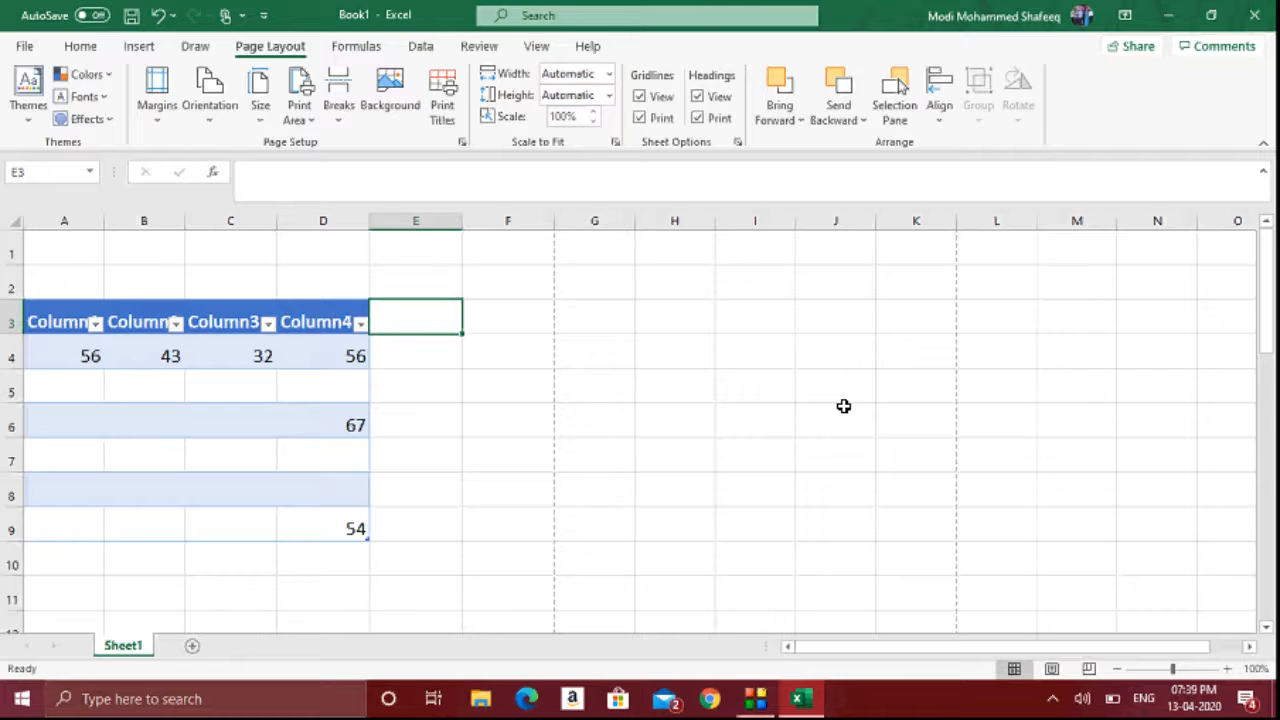 AutoSave Off Book1 - Excel Search Modi Mohammed Shafeeq
File Home Insert Draw Page Layout Formulas Data Review View Help Share Comments
Themes Colors Fonts Effects Margins Orientation Size Print Area Breaks Background Print Titles Width: Automatic Height: Automatic Scale: 100% Gridlines View Print Headings View Print Bring Forward Send Backward Selection Pane Align Group Rotate
Themes Page Setup Scale to Fit Sheet Options Arrange
E3 fx
A B C D E F G H I J K L M N O
1
2
3 Column Column Column3 Column4
4 56 43 32 56
5
6 67
7
8
9 54
10
11
Sheet1
Ready 100%
Type here to search 2 ENG 07:39 PM 4
13-04-2020